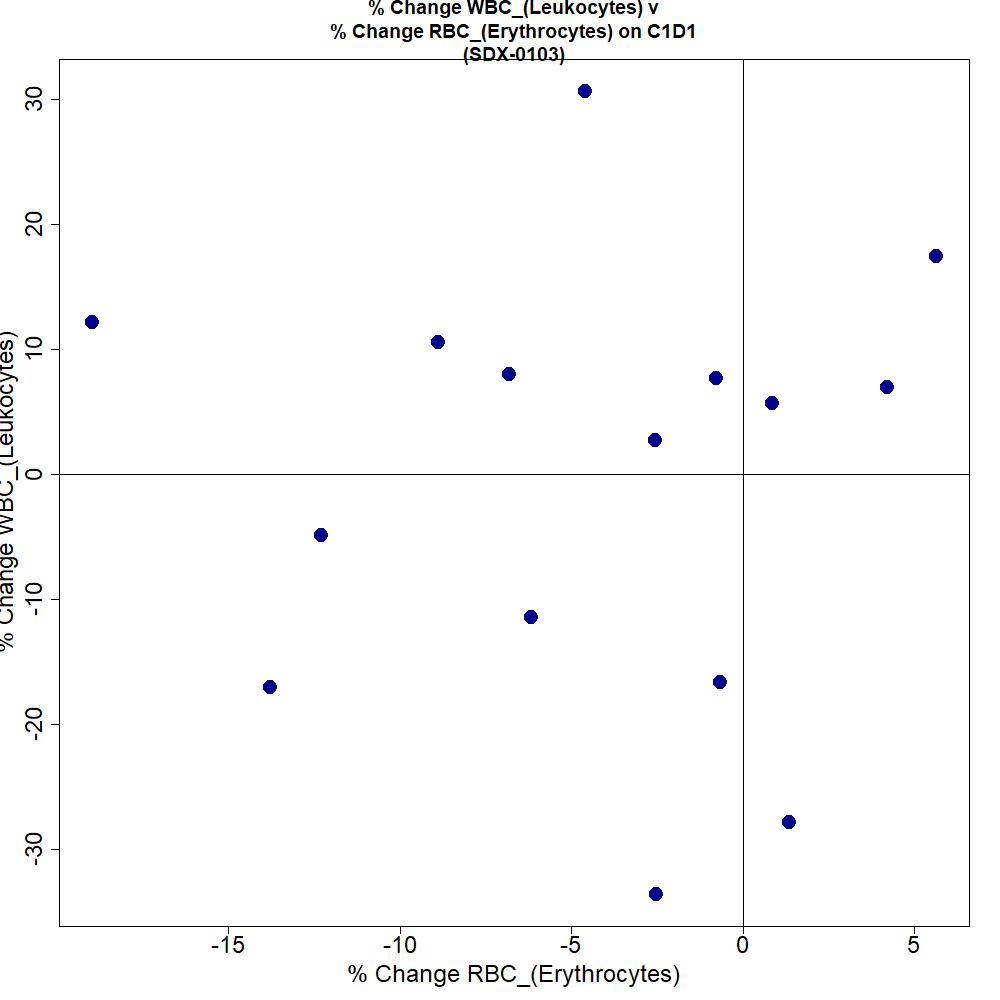 % Change WBC_(Leukocytes) v
% Change RBC_(Erythrocytes) on C1D1
(SDX-0103)
% Change WBC_(Leukocytes)
30
20
10
0
-10
-20
-30
-15
-10
-5
0
5
% Change RBC_(Erythrocytes)